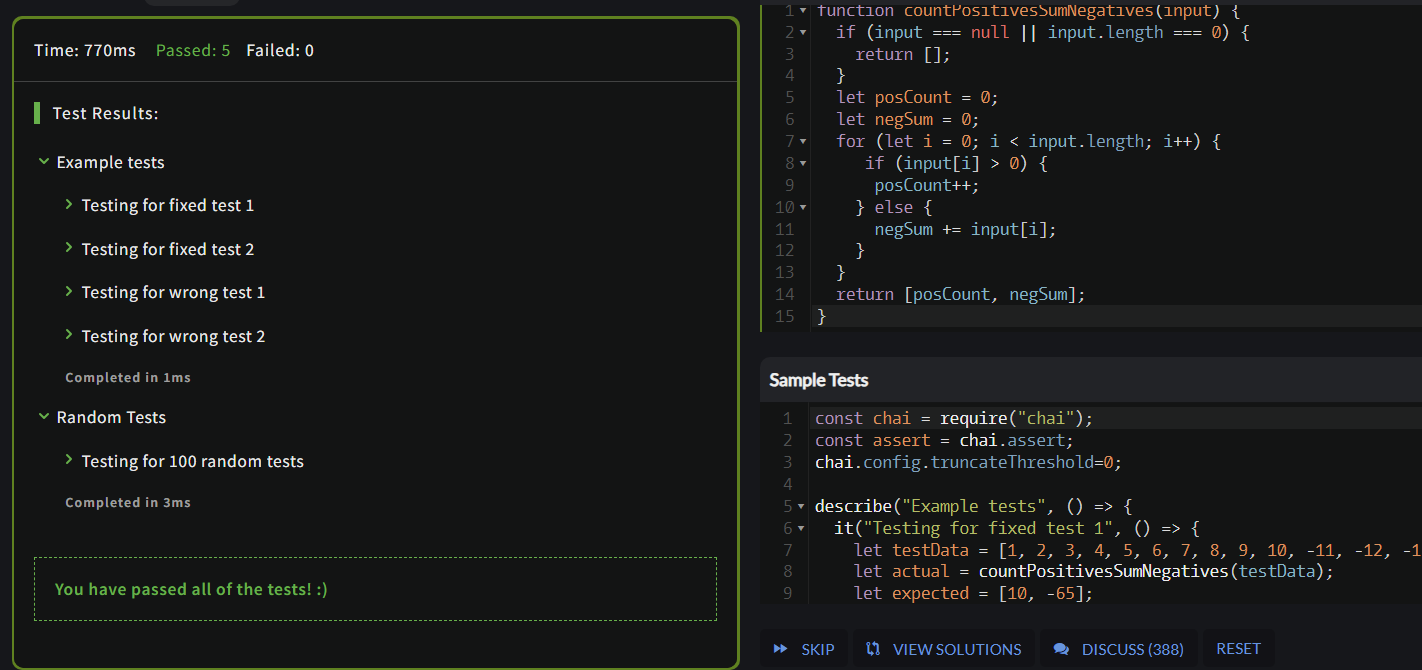 Time: 770ms Passed: 5 Failed: 0
Test Results:
Example tests
Testing for fixed test 1
Testing for fixed test 2
Testing for wrong test 1
Testing for wrong test 2
Completed in 1ms
Random Tests
Testing for 100 random tests
Completed in 3ms
You have passed all of the tests! :)
1 function countPositivesSumNegatives(input) {
2 if (input === null || input.length === 0) {
3 return [];
4 }
5 let posCount = 0;
6 let negSum = 0;
7 for (let i = 0; i < input.length; i++) {
8 if (input[i] > 0) {
9 posCount++;
10 } else {
11 negSum += input[i];
12 }
13 }
14 return [posCount, negSum];
15 }
Sample Tests
1 const chai = require("chai");
2 const assert = chai.assert;
3 chai.config.truncateThreshold=0;
4
5 describe("Example tests", () => {
6 it("Testing for fixed test 1", () => {
7 let testData = [1, 2, 3, 4, 5, 6, 7, 8, 9, 10, -11, -12, -1
8 let actual = countPositivesSumNegatives(testData);
9 let expected = [10, -65];
SKIP VIEW SOLUTIONS DISCUSS (388) RESET